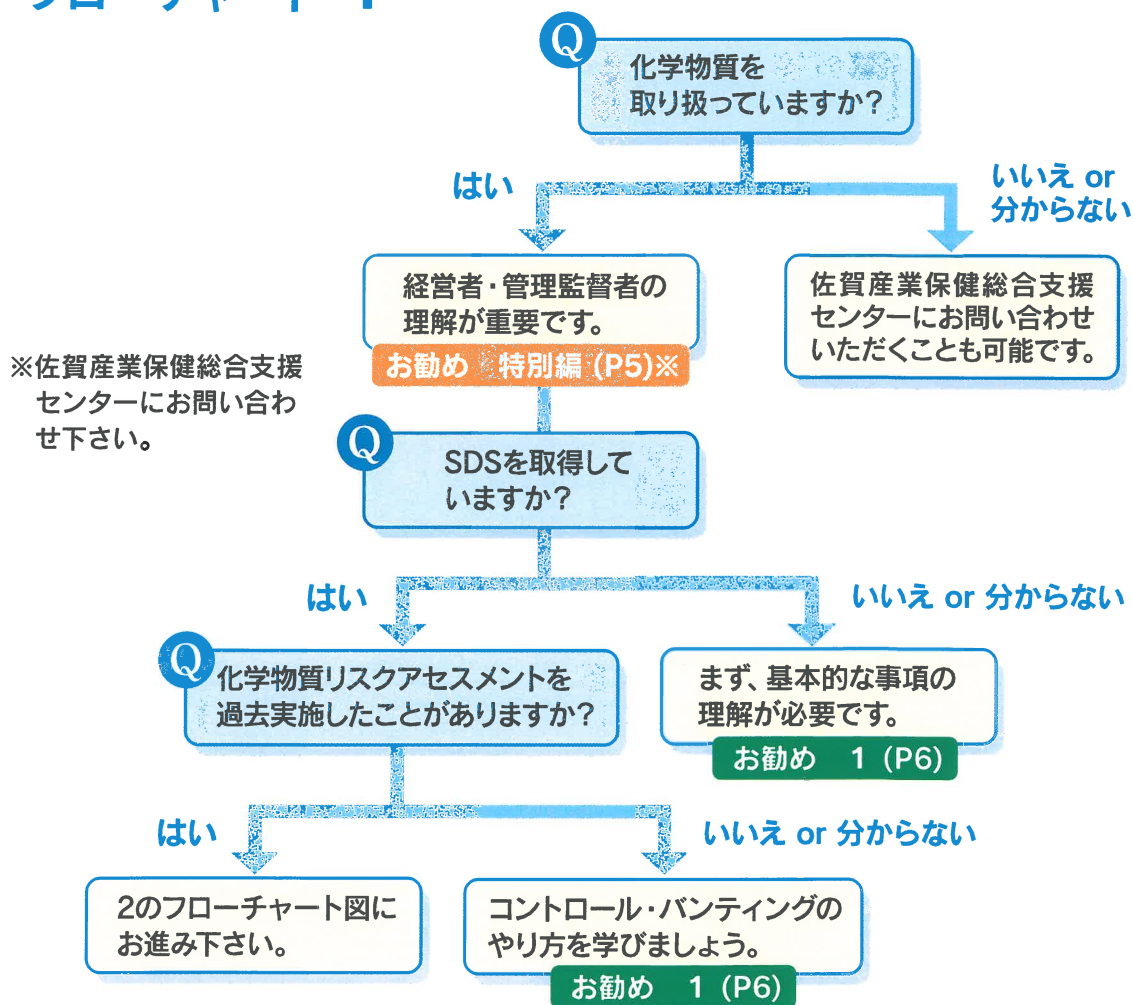 Q
化学物質を
取り扱っていますか？
はい
いいえ or
分からない
経営者・管理監督者の
理解が重要です。
お勧め 特別編 (P5)※
佐賀産業保健総合支援
センターにお問い合わせ
いただくことも可能です。
※佐賀産業保健総合支援
センターにお問い合わ
せ下さい。
Q
SDSを取得して
いますか？
はい
いいえ or 分からない
Q
化学物質リスクアセスメントを
過去実施したことがありますか？
まず、基本的な事項の
理解が必要です。
お勧め 1 (P6)
はい
いいえ or 分からない
2のフローチャート図に
お進み下さい。
コントロール・バンティングの
やり方を学びましょう。
お勧め 1 (P6)